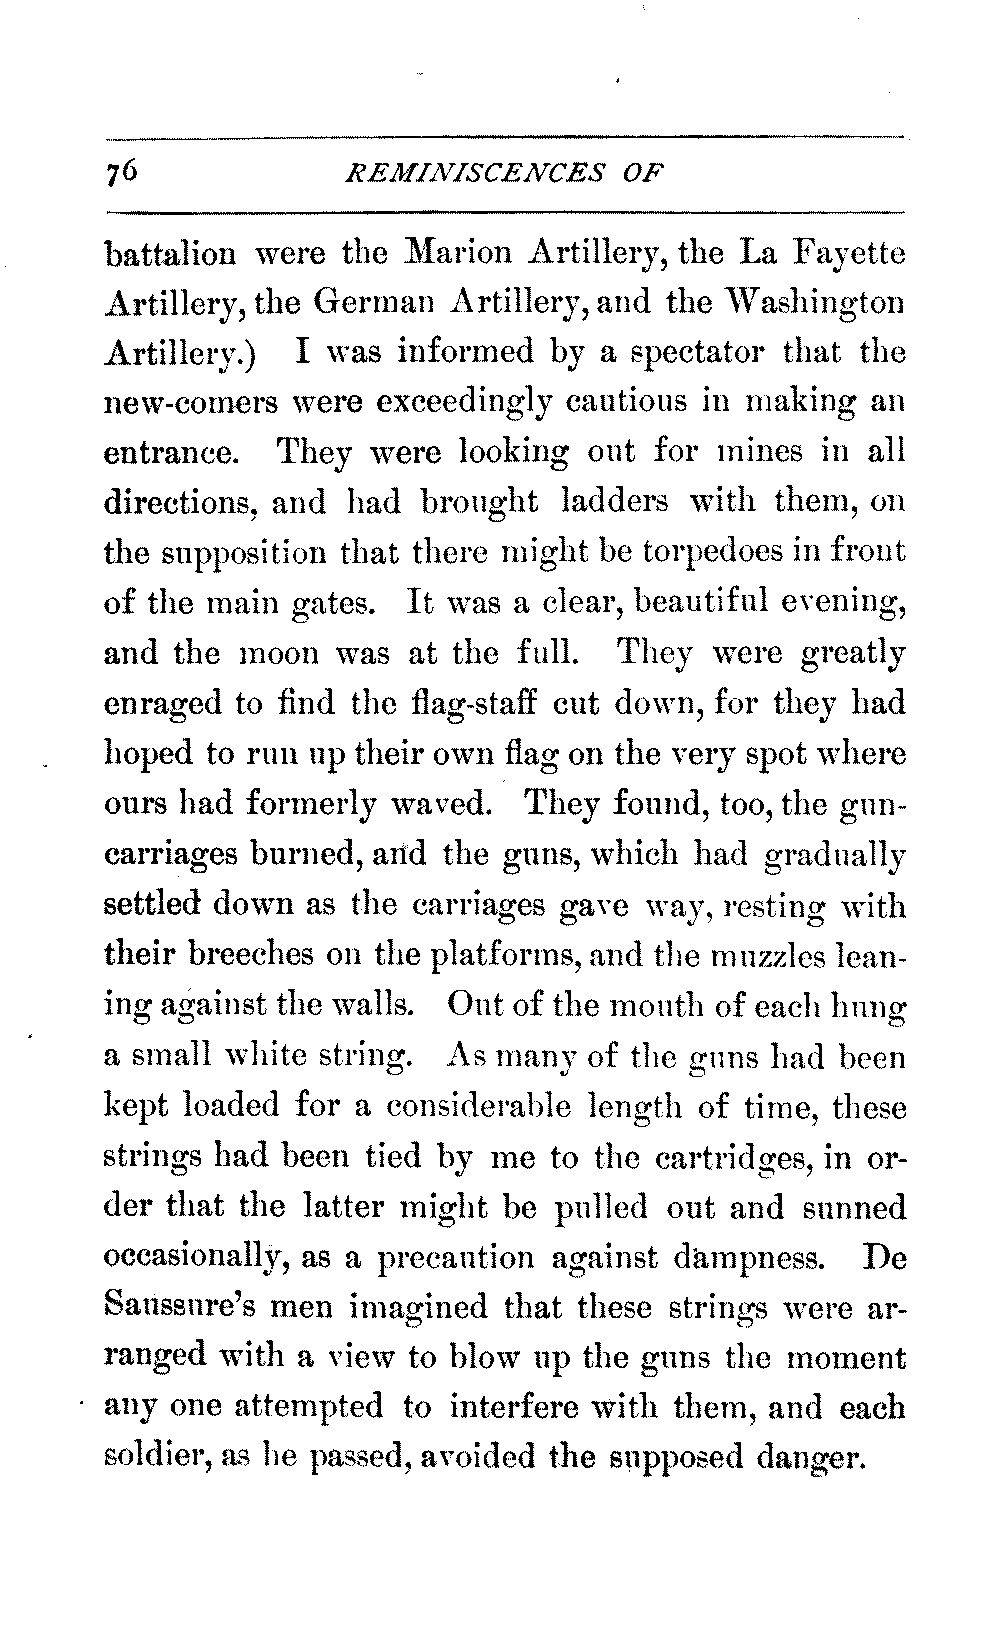 76 REMINISCENCES OF
battalion were the Marion Artillery, the La Fayette
Artillery, the German Artillery, and the Washington
Artillery.) I was informed by a spectator that the
new-comers were exceedingly cautious in making an
entrance. They were looking out for mines in all
directions, and had brought ladders with them, on
the supposition that there might be torpedoes in front
of the main gates. It was a clear, beautiful evening,
and the moon was at the full. They were greatly
enraged to find the flag-staff cut down, for they had
hoped to run up their own flag on the very spot where
ours had formerly waved. They found, too, the gun-
carriages burned, and the guns, which had gradually
settled down as the carriages gave way, resting with
their breeches on the platforms, and the muzzles lean-
ing against the walls. Out of the mouth of each hung
a small white string. As many of the guns had been
kept loaded for a considerable length of time, these
strings had been tied by me to the cartridges, in or-
der that the latter might be pulled out and sunned
occasionally, as a precaution against dampness. De
Saussure's men imagined that these strings were ar-
ranged with a view to blow up the guns the moment
any one attempted to interfere with them, and each
soldier, as he passed, avoided the supposed danger.